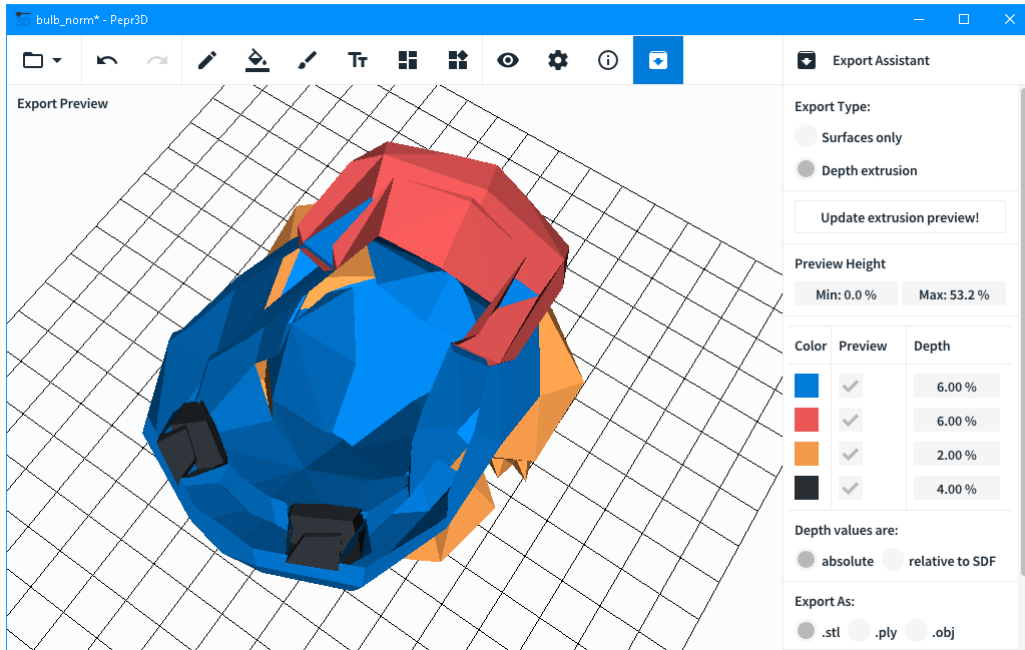 bulb_norm* - Pepr3D
Tт
Export Assistant
Export Preview
Export Type:
Surfaces only
Depth extrusion
Update extrusion preview!
Preview Height
Min: 0.0 %
Max: 53.2 %
Color Preview Depth
6.00 %
6.00 %
2.00 %
4.00 %
Depth values are:
absolute relative to SDF
Export As:
.stl .ply .obj